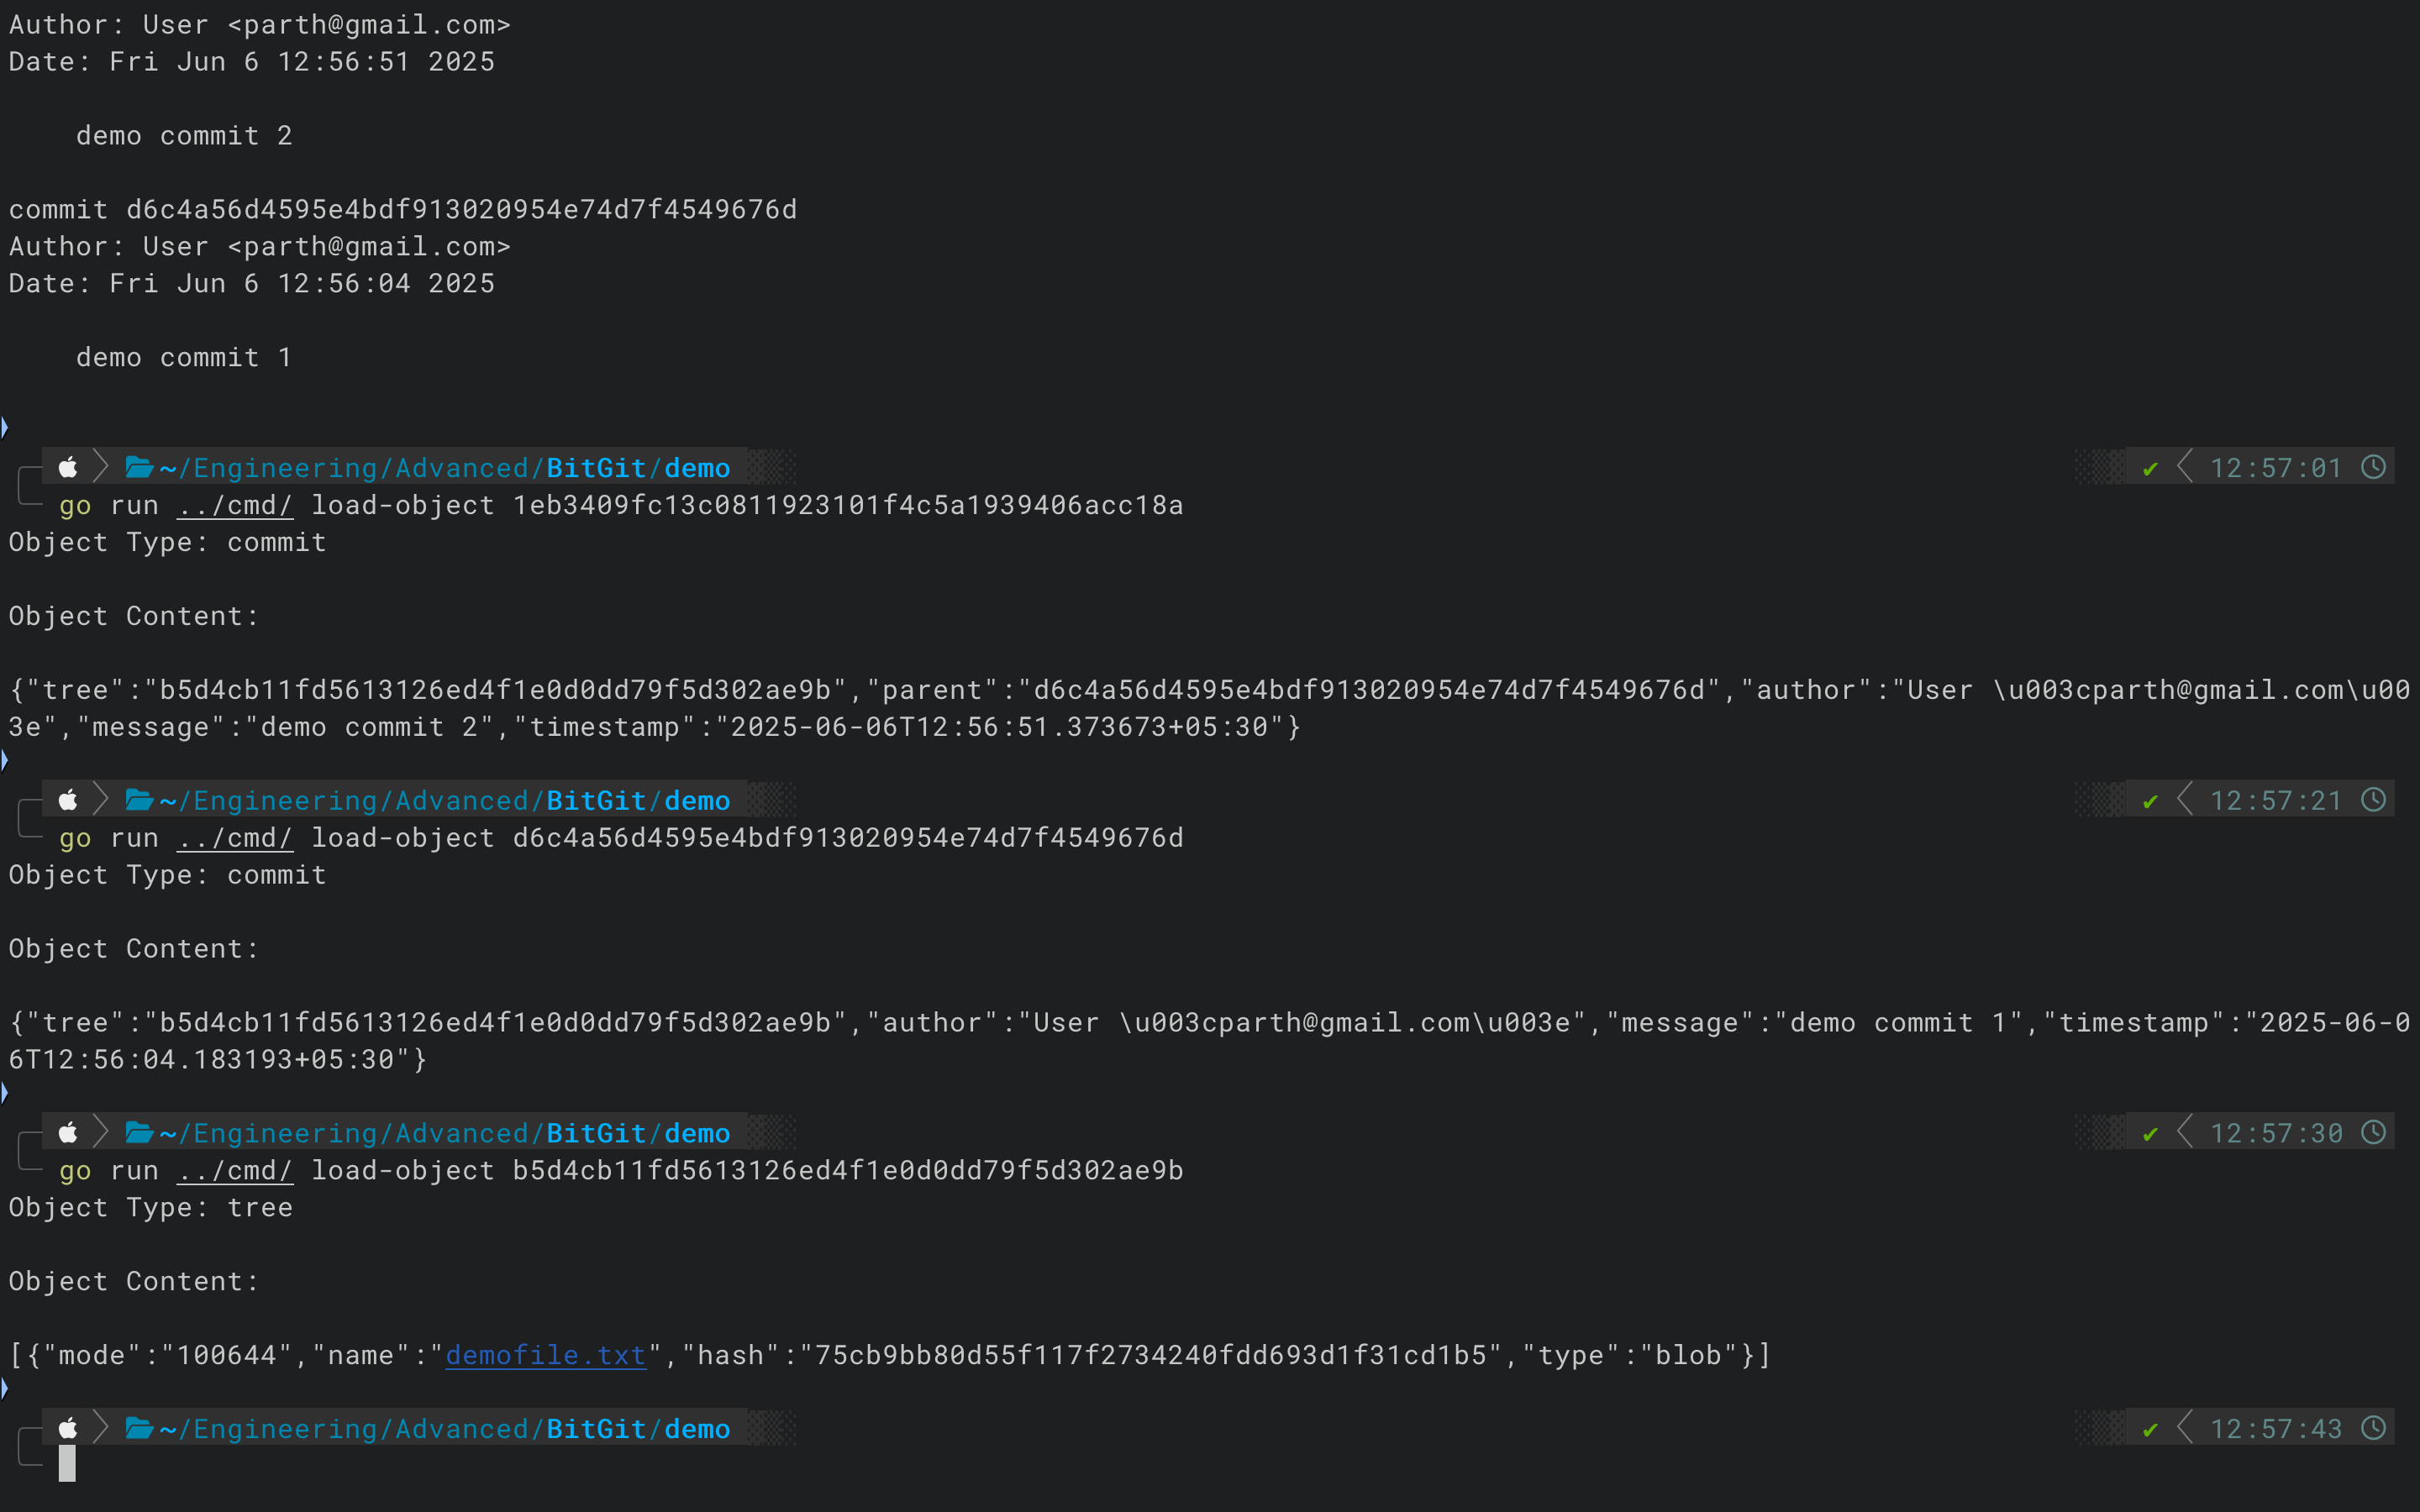 Author: User <parth@gmail.com>
Date: Fri Jun 6 12:56:51 2025
demo commit 2
commit d6c4a56d4595e4bdf913020954e74d7f4549676d
Author: User <parth@gmail.com>
Date: Fri Jun 6 12:56:04 2025
demo commit 1
~/Engineering/Advanced/BitGit/demo ✔ 12:57:01
go run ../cmd/ load-object 1eb3409fc13c0811923101f4c5a1939406acc18a
Object Type: commit
Object Content:
{"tree":"b5d4cb11fd5613126ed4f1e0d0dd79f5d302ae9b","parent":"d6c4a56d4595e4bdf913020954e74d7f4549676d","author":"User \u003cparth@gmail.com\u00
3e","message":"demo commit 2","timestamp":"2025-06-06T12:56:51.373673+05:30"}
~/Engineering/Advanced/BitGit/demo ✔ 12:57:21
go run ../cmd/ load-object d6c4a56d4595e4bdf913020954e74d7f4549676d
Object Type: commit
Object Content:
{"tree":"b5d4cb11fd5613126ed4f1e0d0dd79f5d302ae9b","author":"User \u003cparth@gmail.com\u003e","message":"demo commit 1","timestamp":"2025-06-0
6T12:56:04.183193+05:30"}
~/Engineering/Advanced/BitGit/demo ✔ 12:57:30
go run ../cmd/ load-object b5d4cb11fd5613126ed4f1e0d0dd79f5d302ae9b
Object Type: tree
Object Content:
[{"mode":"100644","name":"demofile.txt","hash":"75cb9bb80d55f117f2734240fdd693d1f31cd1b5","type":"blob"}]
~/Engineering/Advanced/BitGit/demo ✔ 12:57:43